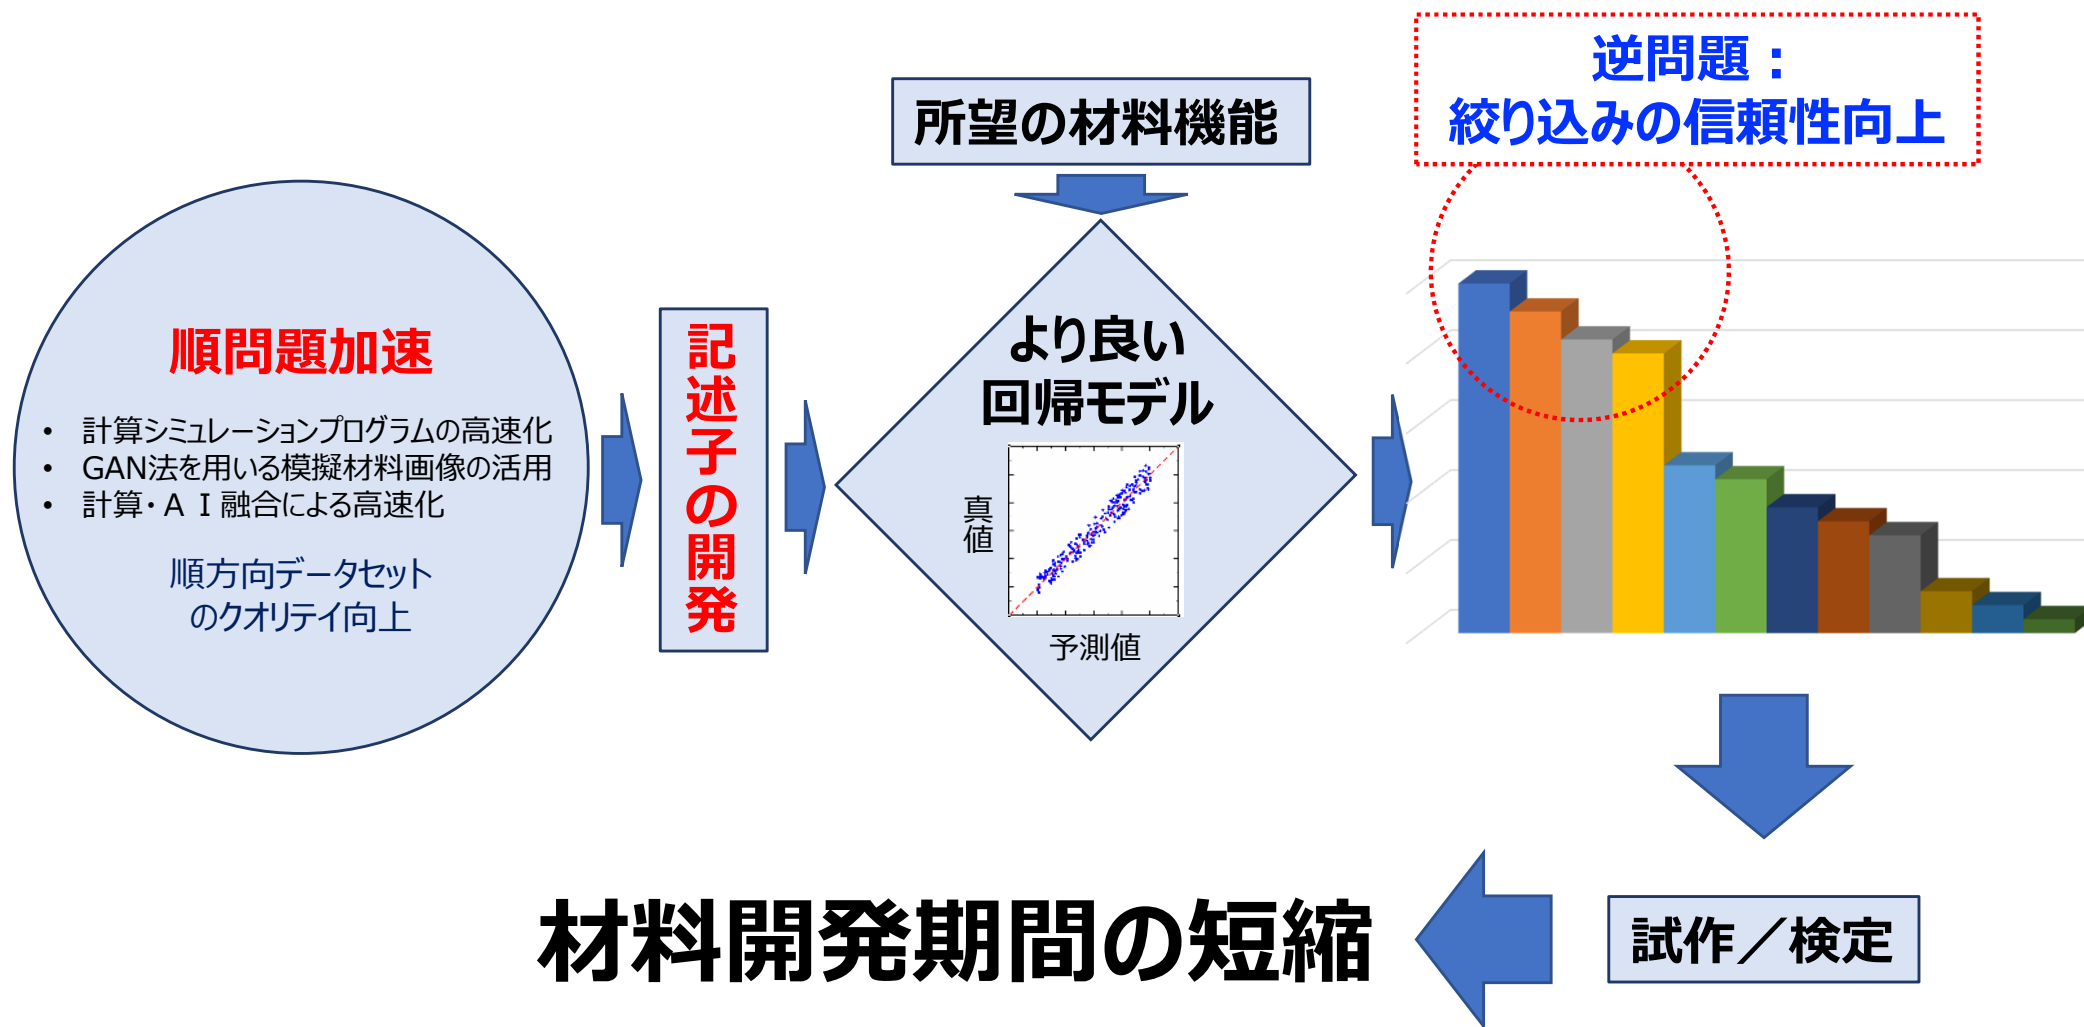 逆問題：
絞り込みの信頼性向上
所望の材料機能
順問題加速
• 計算シミュレーションプログラムの高速化
• GAN法を用いる模擬材料画像の活用
• 計算・ＡＩ融合による高速化
順方向データセット
のクオリテイ向上
記述子の開発
より良い
回帰モデル
真値
予測値
試作／検定
材料開発期間の短縮